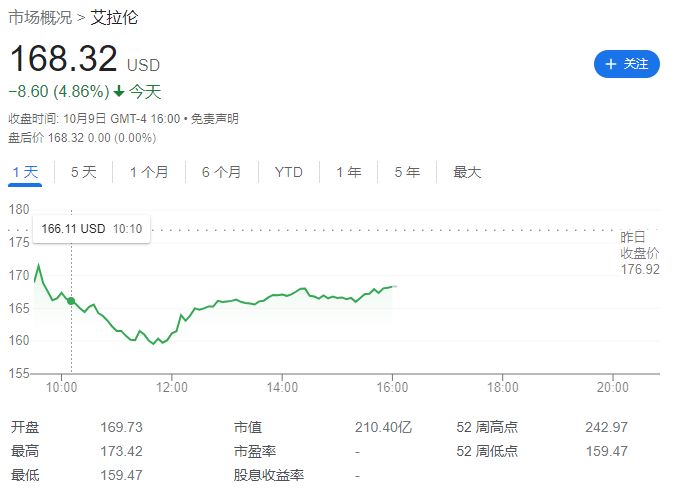 市场概况 > 艾拉伦
168.32 USD
+ 关注
−8.60 (4.86%) 今天
收盘时间: 10月9日 GMT-4 16:00 • 免责声明
盘后价 168.32 0.00 (0.00%)
1 天 5 天 1 个月 6 个月 YTD 1 年 5 年 最大
180
166.11 USD 10:10
175
昨日
收盘价
176.92
170
165
160
155
10:00 12:00 14:00 16:00 18:00 20:00
开盘 169.73 市值 210.40亿 52 周高点 242.97
最高 173.42 市盈率 - 52 周低点 159.47
最低 159.47 股息收益率 -